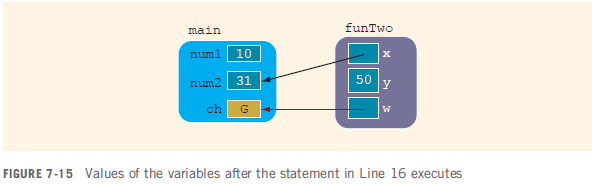 main funTwo
num1 10 x
num2 31 50 y
ch G w
FIGURE 7-15 Values of the variables after the statement in Line 16 executes